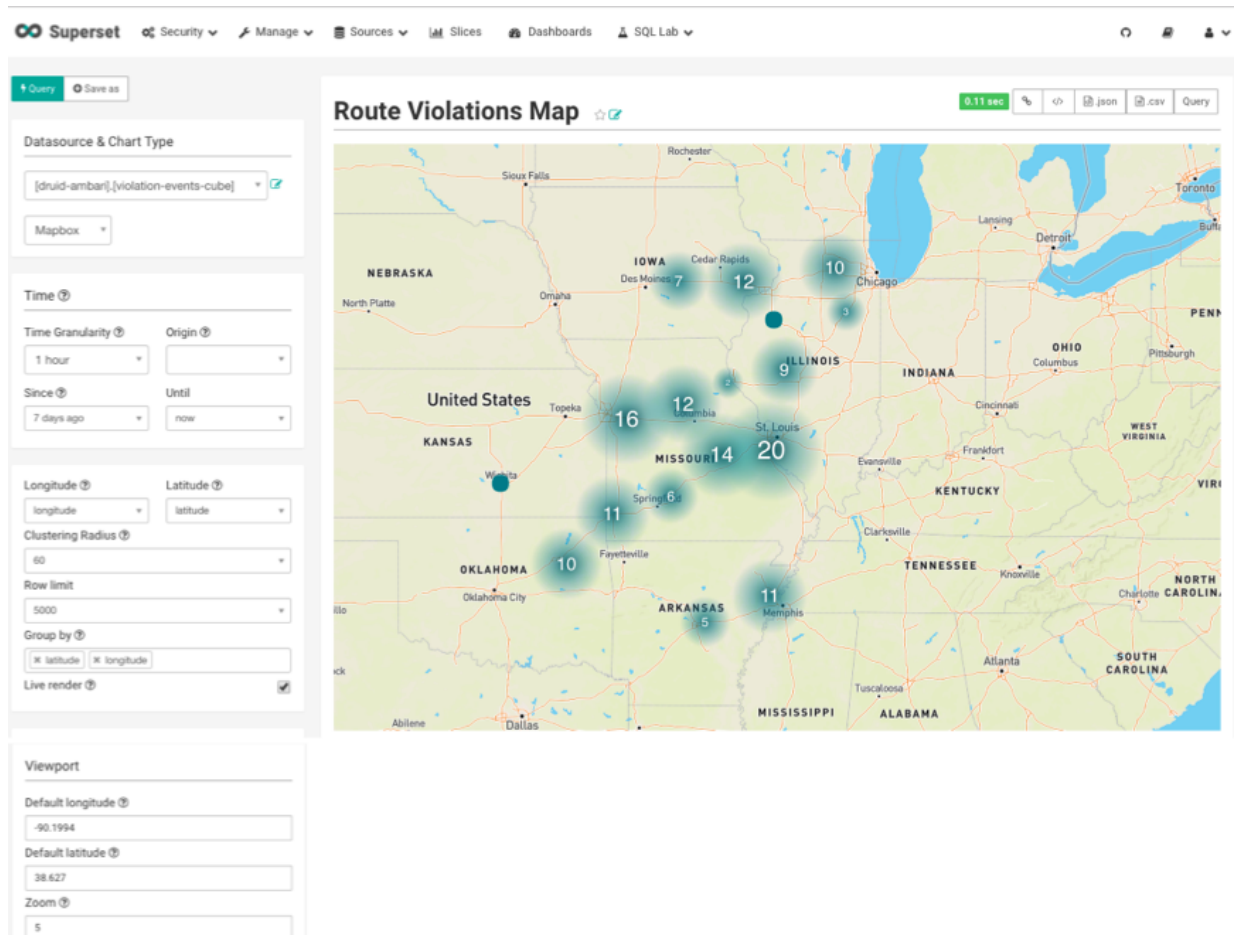 Superset Security Manage Sources Slices Dashboards SQL Lab
Query Save as
Datasource & Chart Type
[druid-ambari].[violation-events-cube]
Mapbox
Time
Time Granularity Origin
1 hour
Since Until
7 days ago now
Longitude Latitude
longitude latitude
Clustering Radius
60
Row limit
5000
Group by
latitude longitude
Live render
Viewport
Default longitude
-90.1994
Default latitude
38.627
Zoom
5
Route Violations Map
0.11 sec .json .csv Query
Rochester
Sioux Falls
Toronto
Lansing
Detroit
IOWA Cedar Rapids
NEBRASKA
Des Moines 7 12 10 Chicago
North Platte Omaha
3
PENN
OHIO
ILLINOIS Columbus Pittsburgh
9 INDIANA
2
United States
Topeka 16 12 Columbia Cincinnati
St. Louis WEST
VIRGINIA
KANSAS
MISSOURI 14 20 Evansville Frankfort
Wichita
Springfield 6 KENTUCKY
11
Clarksville
Fayetteville
OKLAHOMA 10 TENNESSEE Knoxville
NORTH
Oklahoma City Charlotte CAROLIN
11
ARKANSAS Memphis
5
Atlanta SOUTH
CAROLINA
Tuscaloosa
MISSISSIPPI ALABAMA
Abilene Dallas